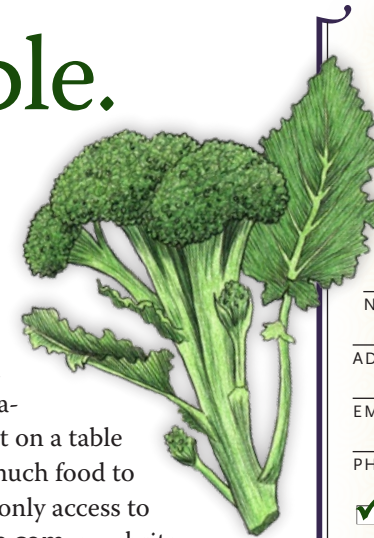 ble.
a-
t on a table
much food to
only access to
N
AD
EM
PH